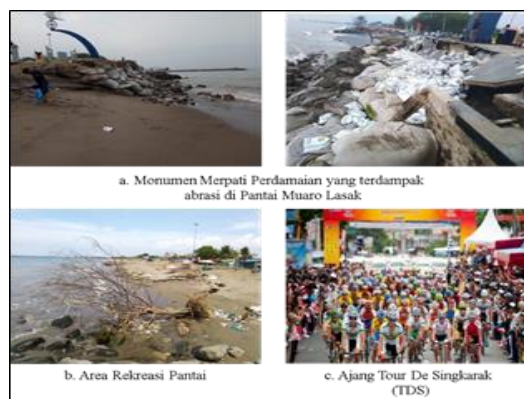 a. Monumen Merpati Perdamaian yang terdampak
abrasi di Pantai Muaro Lasak
b. Area Rekreasi Pantai
c. Ajang Tour De Singkarak
(TDS)